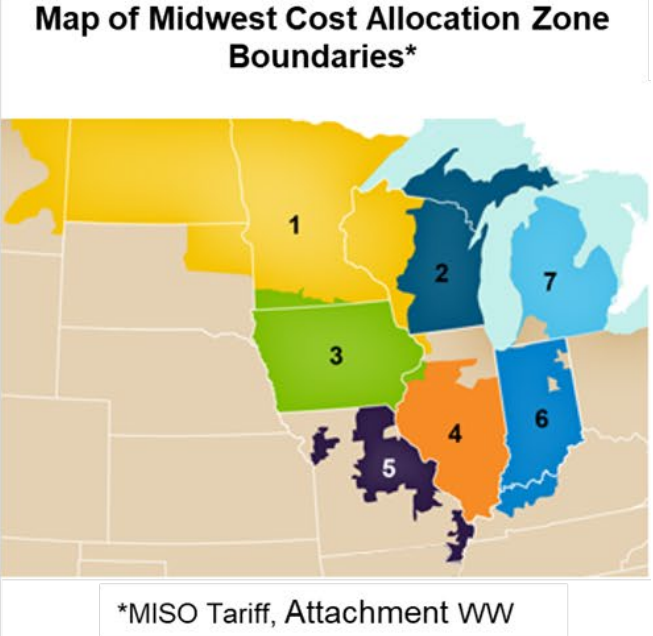 Map of Midwest Cost Allocation Zone
Boundaries*
1
2
7
3
4
6
5
*MISO Tariff, Attachment WW